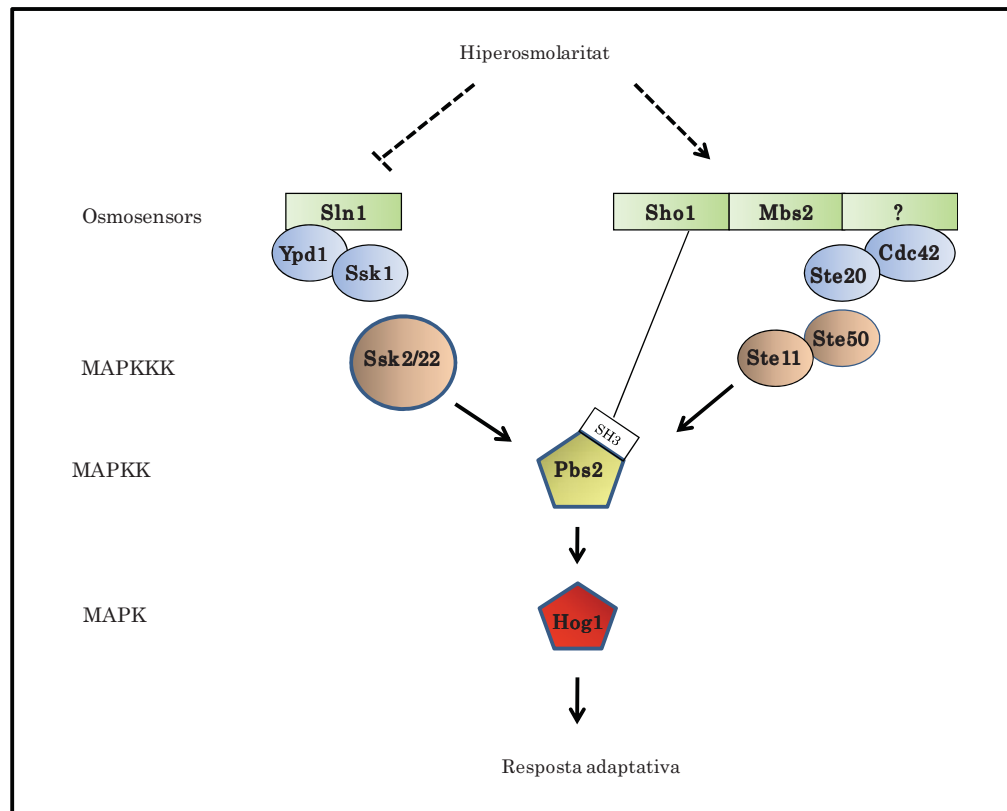 Hiperosmolaritat
Osmosensors
Sln1
Sho1
Mbs2
?
Ypd1
Ssk1
Cdc42
Ste20
MAPKKK
Ssk2/22
Ste50
Ste11
SH3
MAPKK
Pbs2
MAPK
Hog1
Resposta adaptativa